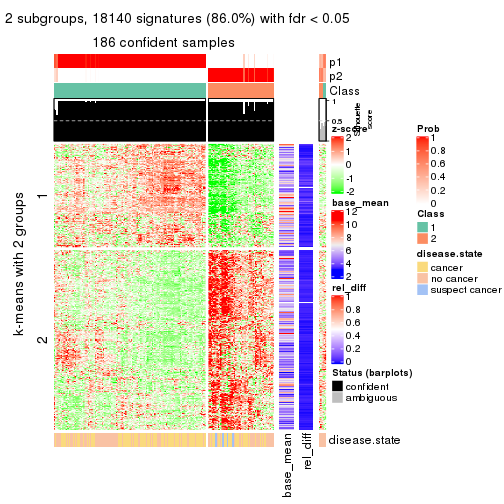 2 subgroups, 18140 signatures (86.0%) with fdr < 0.05
186 confident samples
p1
p2
Class
1
0.5
0
Silhouette
score
k-means with 2 groups
1
2
z-score
2
1
0
-1
-2
base_mean
12
10
8
6
4
2
rel_diff
1
0.8
0.6
0.4
0.2
0
Status (barplots)
confident
ambiguous
Prob
1
0.8
0.6
0.4
0.2
0
Class
1
2
disease.state
cancer
no cancer
suspect cancer
disease.state
base_mean
rel_diff